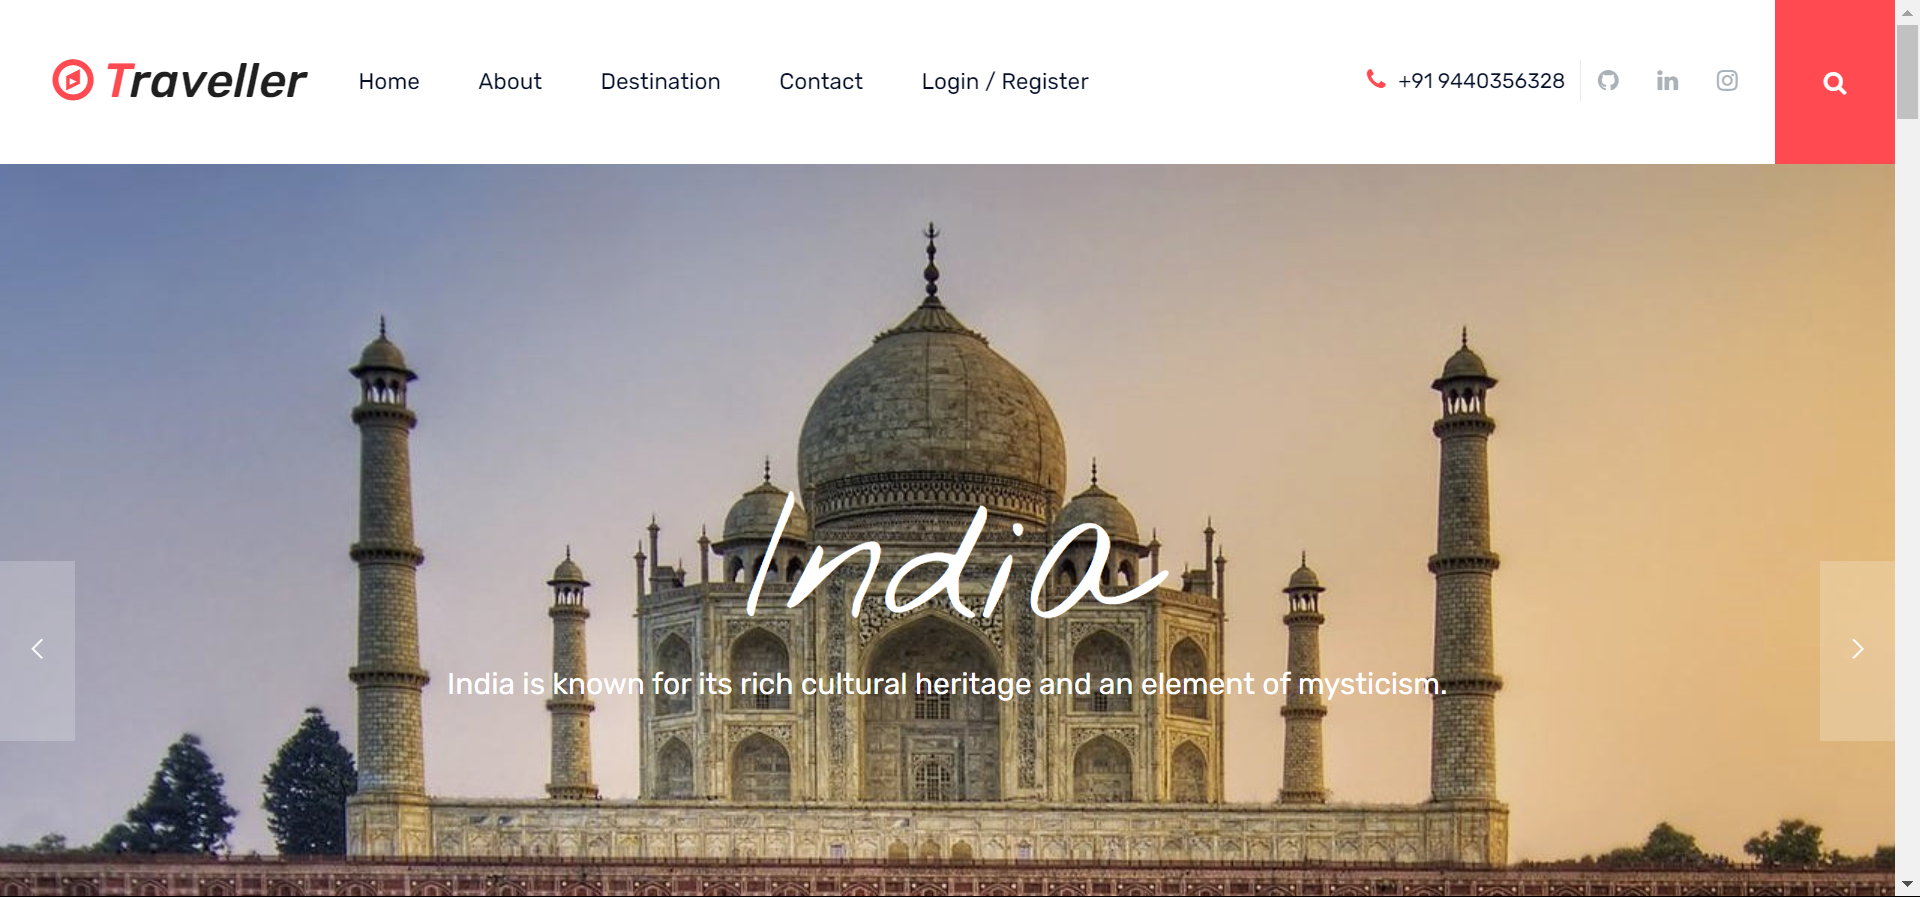 Traveller
Home About Destination Contact Login / Register
+91 9440356328
India
India is known for its rich cultural heritage and an element of mysticism.